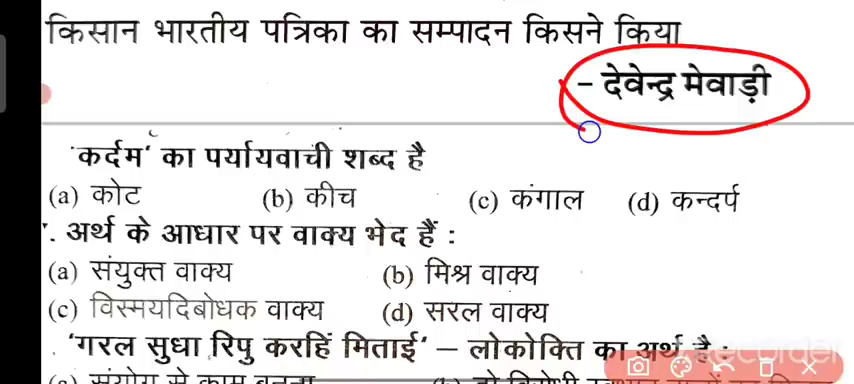 किसान भारतीय पत्रिका का सम्पादन किसने किया
– देवेन्द्र मेवाड़ी
'कर्दम' का पर्यायवाची शब्द है
(a) कोट (b) कीच (c) कंगाल (d) कन्दर्प
. अर्थ के आधार पर वाक्य भेद हैं :
(a) संयुक्त वाक्य (b) मिश्र वाक्य
(c) विस्मयदिबोधक वाक्य (d) सरल वाक्य
'गरल सुधा रिपु करहिं मिताई' – लोकोक्ति का अर्थ है :